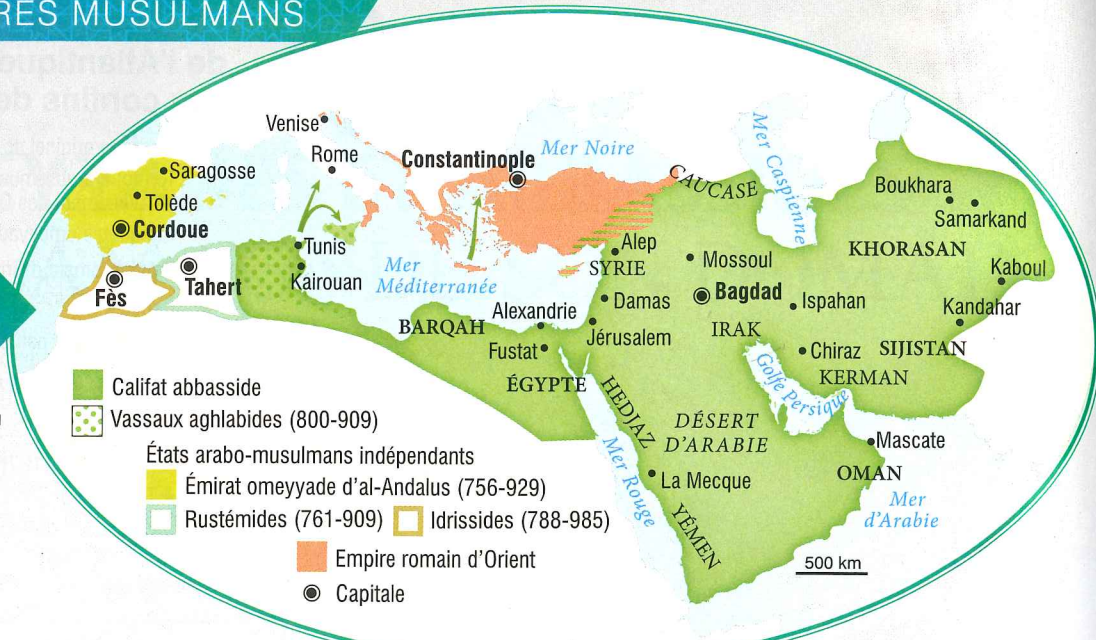 RES MUSULMANS
de l'Atlantique
confins de
Venise
Rome
Constantinople
Mer Noire
Mer Caspienne
CAUCASE
Saragosse
Tolède
Cordoue
Boukhara
Samarkand
KHORASAN
Kaboul
Kandahar
Fès
Tahert
Tunis
Kairouan
Mer
Méditerranée
Alep
SYRIE
Mossoul
Damas
Bagdad
Ispahan
Jérusalem
IRAK
Alexandrie
BARQAH
Fustat
ÉGYPTE
Chiraz
SIJISTAN
KERMAN
Golfe Persique
HEDJAZ
DÉSERT
D'ARABIE
Mer Rouge
La Mecque
Mascate
OMAN
Mer
d'Arabie
YÉMEN
500 km
Califat abbasside
Vassaux aghlabides (800-909)
États arabo-musulmans indépendants
Émirat omeyyade d'al-Andalus (756-929)
Rustémides (761-909)
Idrissides (788-985)
Empire romain d'Orient
Capitale